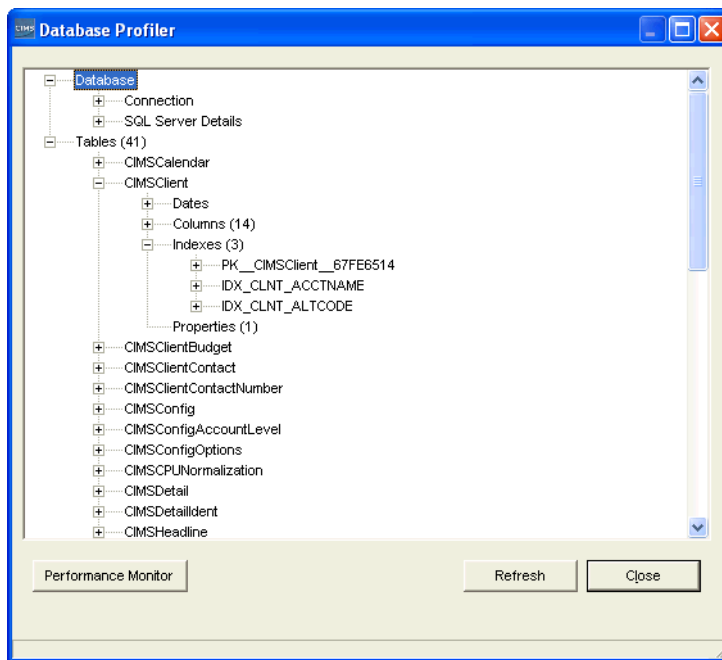 CIMS Database Profiler
Database
Connection
SQL Server Details
Tables (41)
CIMSCalendar
CIMSClient
Dates
Columns (14)
Indexes (3)
PK__CIMSClient__67FE6514
IDX_CLNT_ACCTNAME
IDX_CLNT_ALTCODE
Properties (1)
CIMSClientBudget
CIMSClientContact
CIMSClientContactNumber
CIMSConfig
CIMSConfigAccountLevel
CIMSConfigOptions
CIMSCPUNormalization
CIMSDetail
CIMSDetailIdent
CIMSHeadline
Performance Monitor Refresh Close